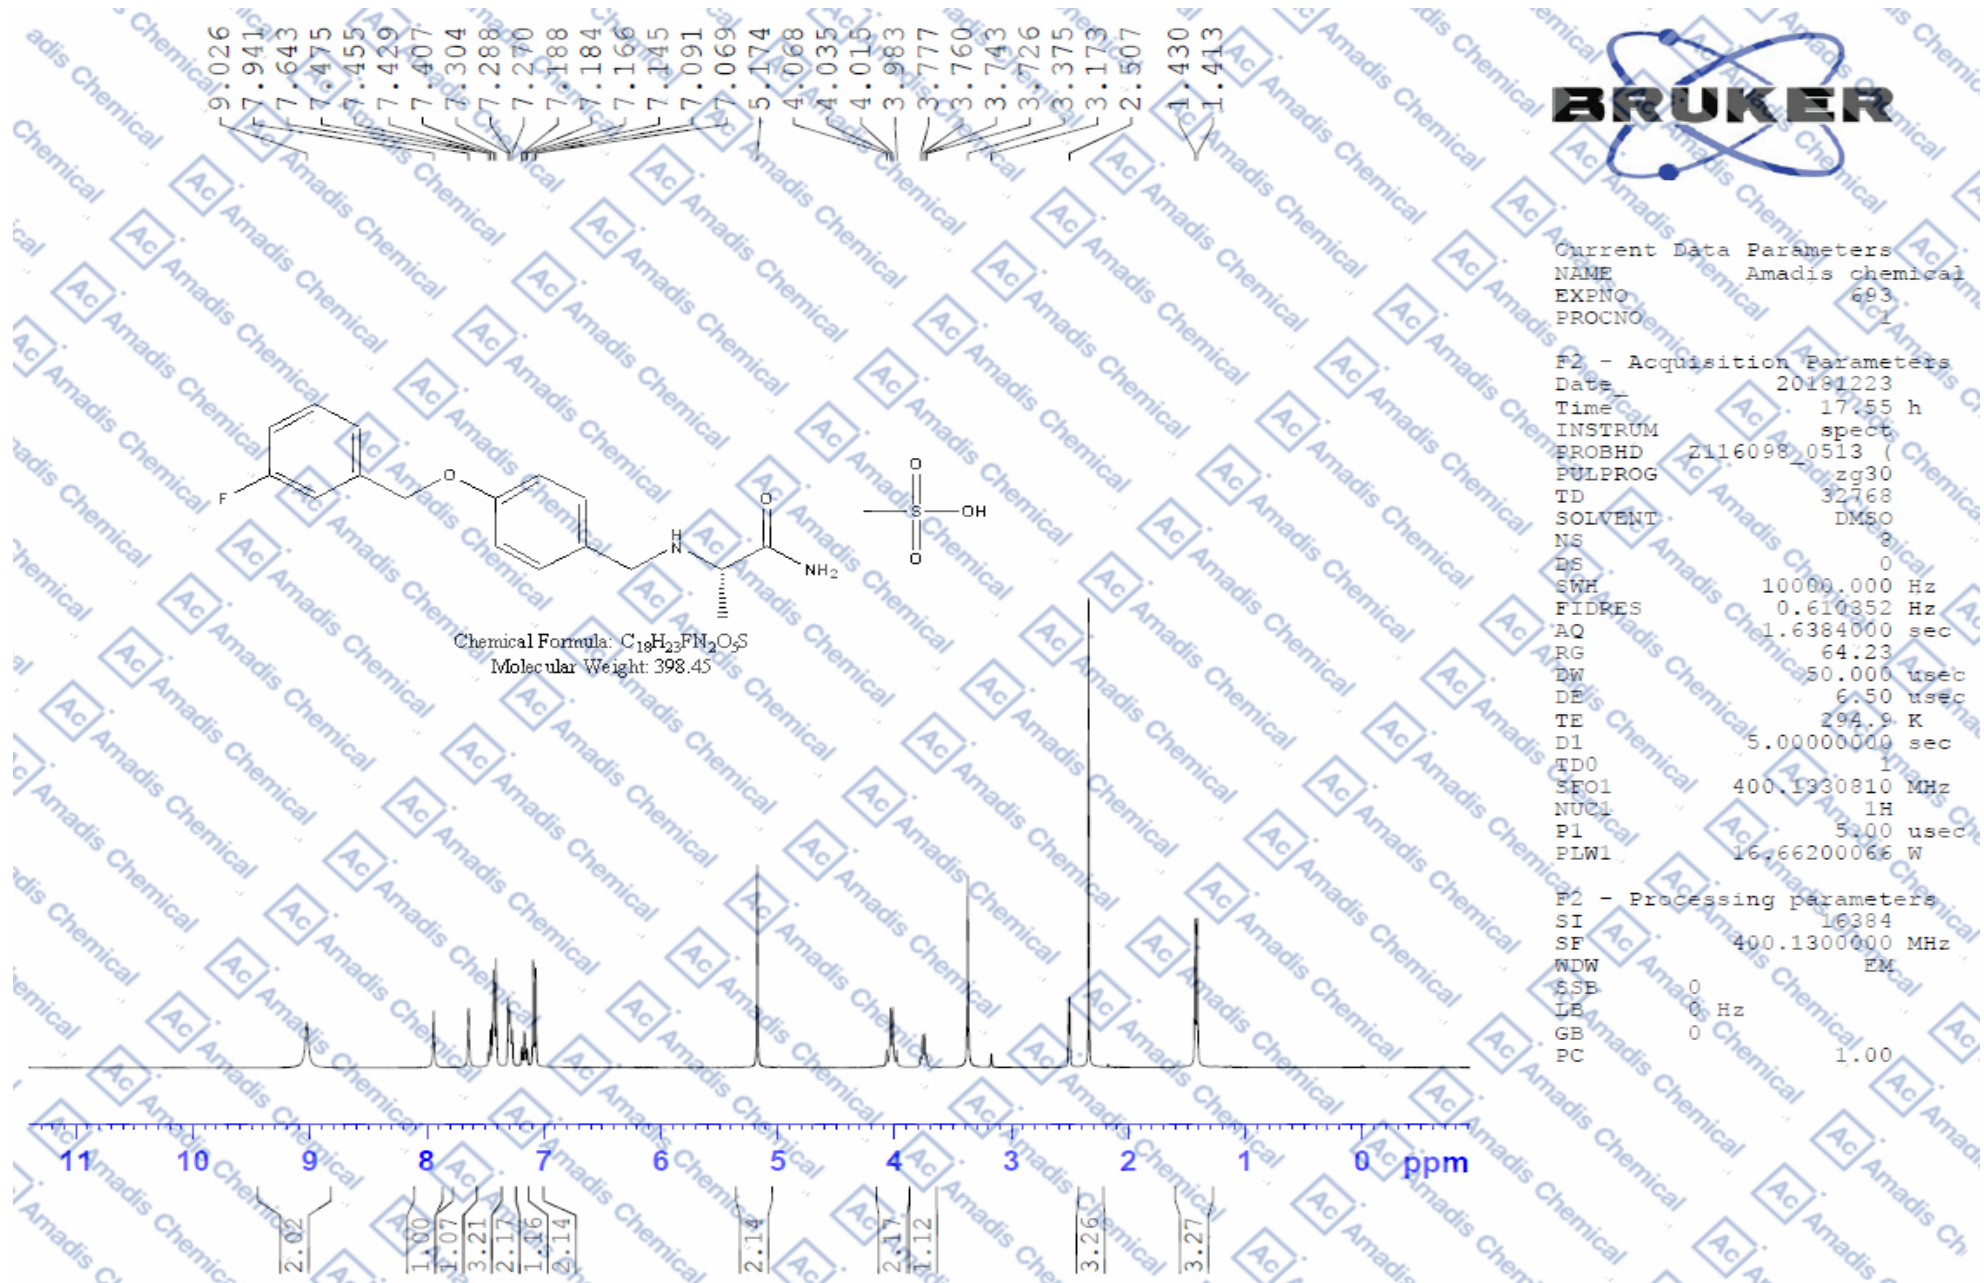 9.026
7.941
7.643
7.475
7.455
7.429
7.407
7.304
7.288
7.270
7.188
7.184
7.166
7.145
7.091
7.069
5.174
4.068
4.035
4.015
3.983
3.777
3.760
3.743
3.726
3.375
3.173
2.507
1.430
1.413
BRUKER
Current Data Parameters
NAME Amadis chemical
EXPNO 693
PROCNO 1
F2 - Acquisition Parameters
Date_ 20181223
Time 17.55 h
INSTRUM spect
PROBHD Z116098_0513 (
PULPROG zg30
TD 32768
SOLVENT DMSO
NS 8
DS 0
SWH 10000.000 Hz
FIDRES 0.610352 Hz
AQ 1.6384000 sec
RG 64.23
DW 50.000 usec
DE 6.50 usec
TE 294.9 K
D1 5.00000000 sec
TD0 1
SFO1 400.1330810 MHz
NUC1 1H
P1 5.00 usec
PLW1 16.66200066 W
F2 - Processing parameters
SI 16384
SF 400.1300000 MHz
WDW EM
SSB 0
LB 0 Hz
GB 0
PC 1.00
F
O
H
N
O
NH2
O
S
OH
O
Chemical Formula: C18H23FN2O5S
Molecular Weight: 398.45
11 10 9 8 7 6 5 4 3 2 1 0 ppm
2.02
1.00
1.07
3.21
2.17
1.16
2.14
2.14
2.17
1.12
3.26
3.27
Ac Amadis Chemical